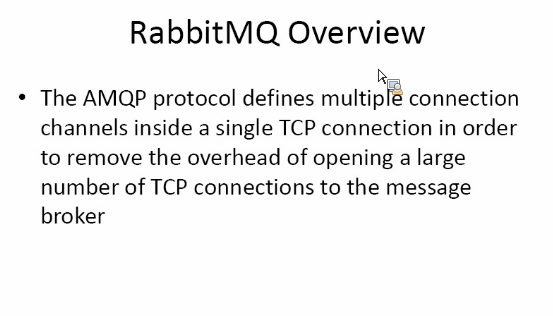 RabbitMQ Overview
• The AMQP protocol defines multiple connection
channels inside a single TCP connection in order
to remove the overhead of opening a large
number of TCP connections to the message
broker